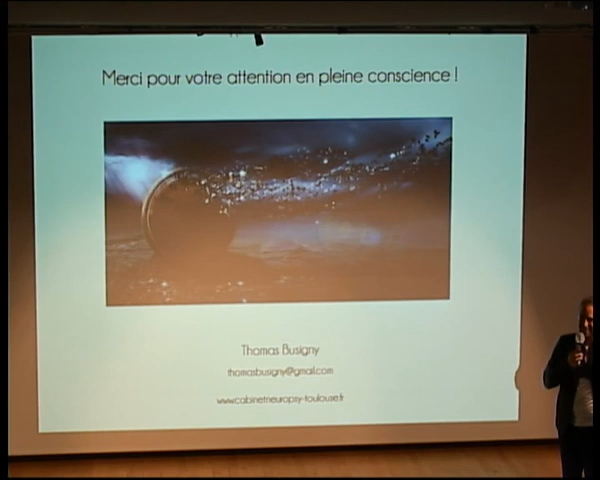 Merci pour votre attention en pleine conscience !
Thomas Busigny
thomasbusigny@gmail.com
www.cabinetneuropsy-toulouse.fr